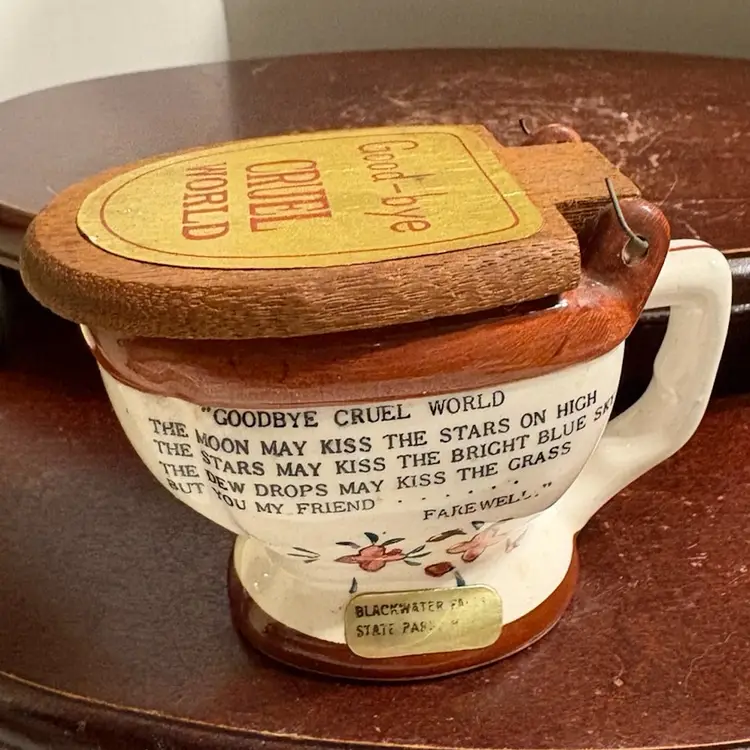 Good-bye
CRUEL
WORLD
"GOODBYE CRUEL WORLD
THE MOON MAY KISS THE STARS ON HIGH
THE STARS MAY KISS THE BRIGHT BLUE SKY
THE DEW DROPS MAY KISS THE GRASS
BUT YOU MY FRIEND . . . . . .
FAREWELL.."
BLACKWATER
STATE PARK